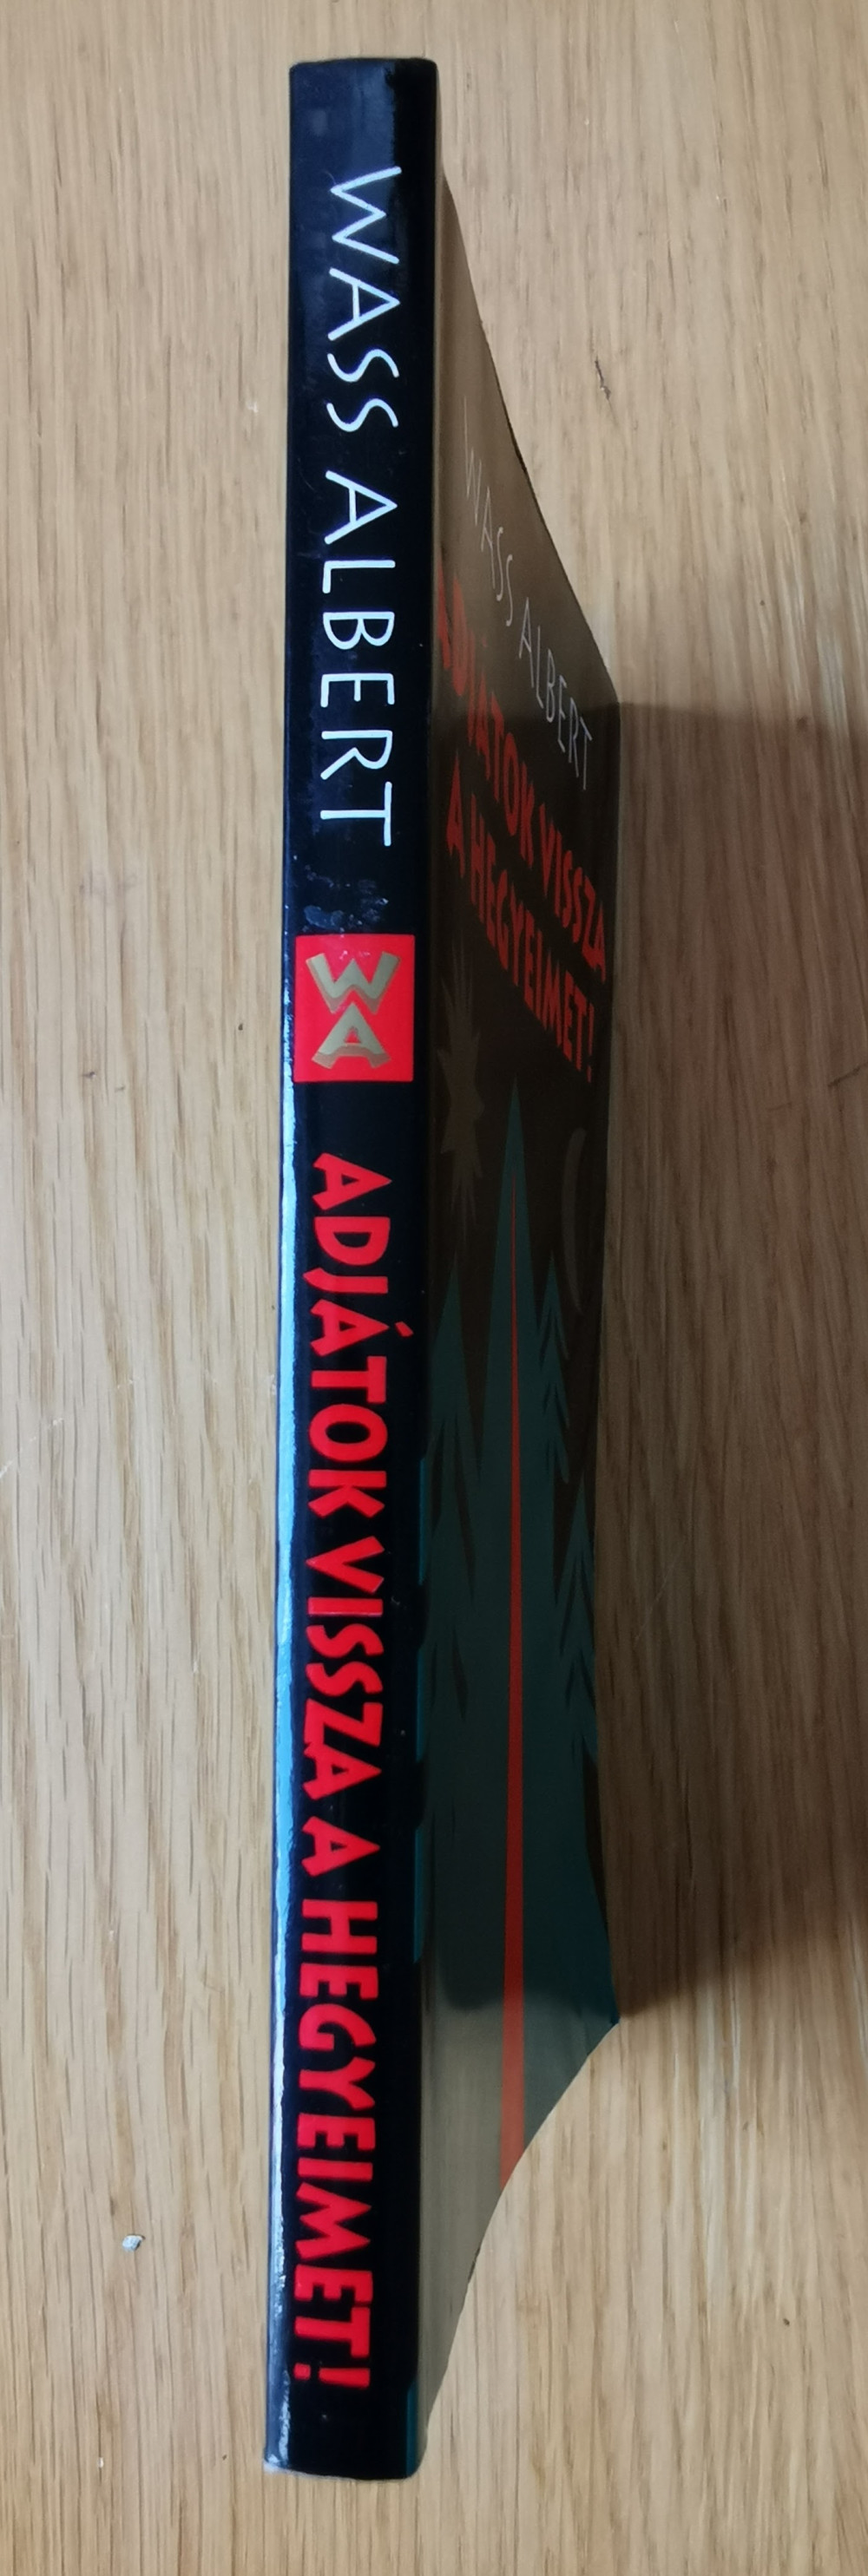 WASS ALBERT
WA
ADJÁTOK VISSZA A HEGYEIMET!
WASS ALBERT
ADJÁTOK VISSZA
A HEGYEIMET!